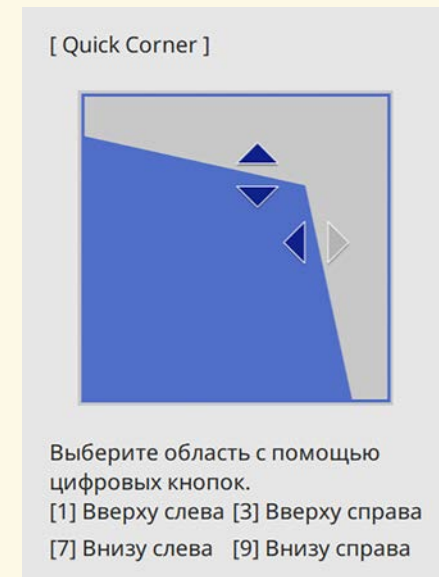 [ Quick Corner ]
Выберите область с помощью
цифровых кнопок.
[1] Вверху слева [3] Вверху справа
[7] Внизу слева [9] Внизу справа